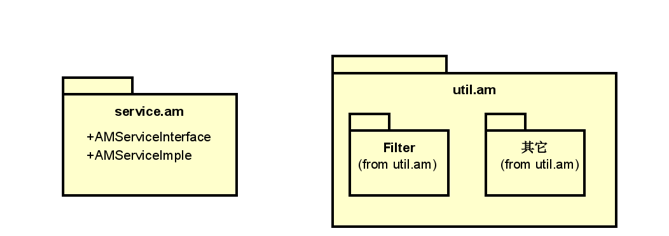 service.am
+AMServiceInterface
+AMServiceImple
util.am
Filter
(from util.am)
其它
(from util.am)